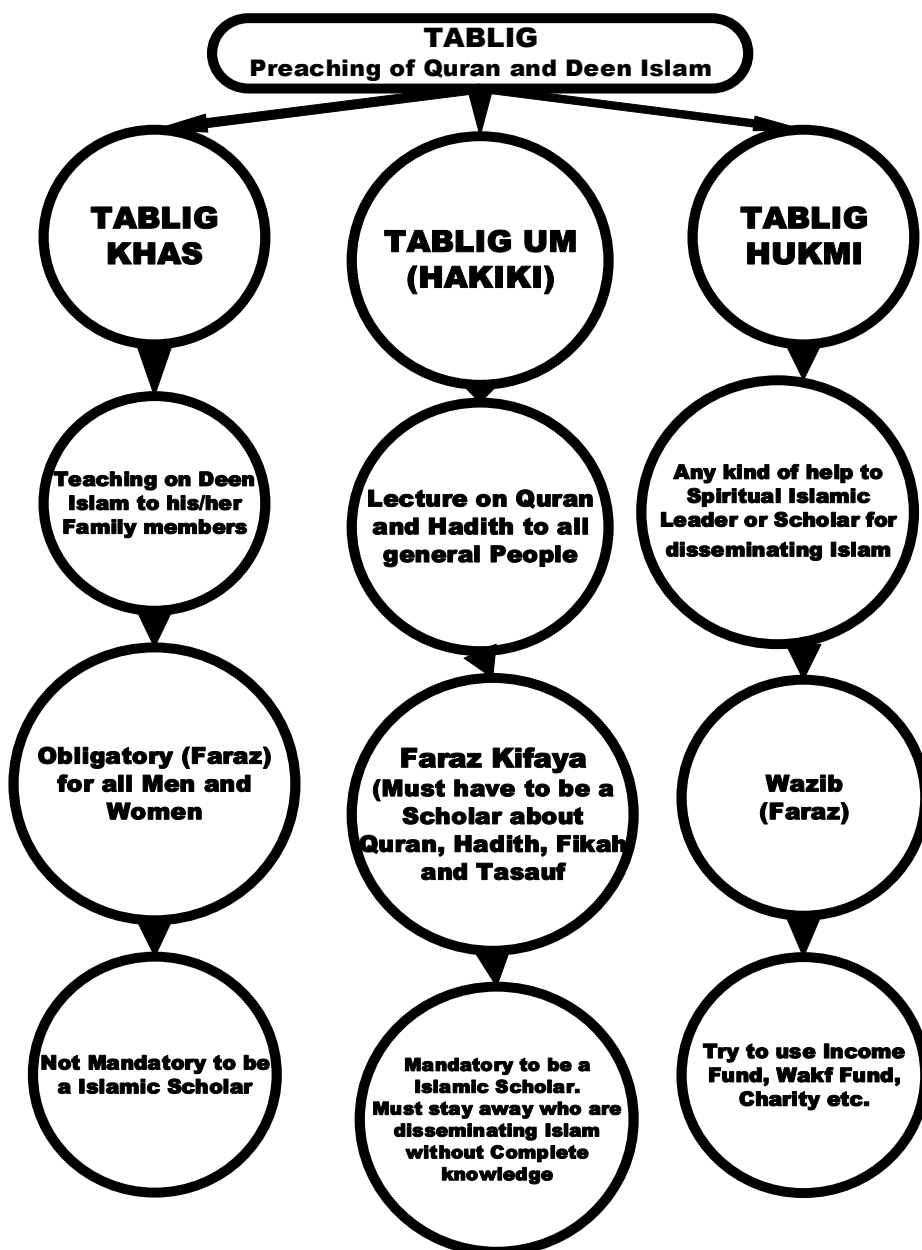 TABLIG
Preaching of Quran and Deen Islam
TABLIG
KHAS
Teaching on Deen
Islam to his/her
Family members
Obligatory (Faraz)
for all Men and
Women
Not Mandatory to be
a Islamic Scholar
TABLIG UM
(HAKIKI)
Lecture on Quran
and Hadith to all
general People
Faraz Kifaya
(Must have to be a
Scholar about
Quran, Hadith, Fikah
and Tasauf
Mandatory to be a
Islamic Scholar.
Must stay away who are
disseminating Islam
without Complete
knowledge
TABLIG
HUKMI
Any kind of help to
Spiritual Islamic
Leader or Scholar for
disseminating Islam
Wazib
(Faraz)
Try to use Income
Fund, Wakf Fund,
Charity etc.